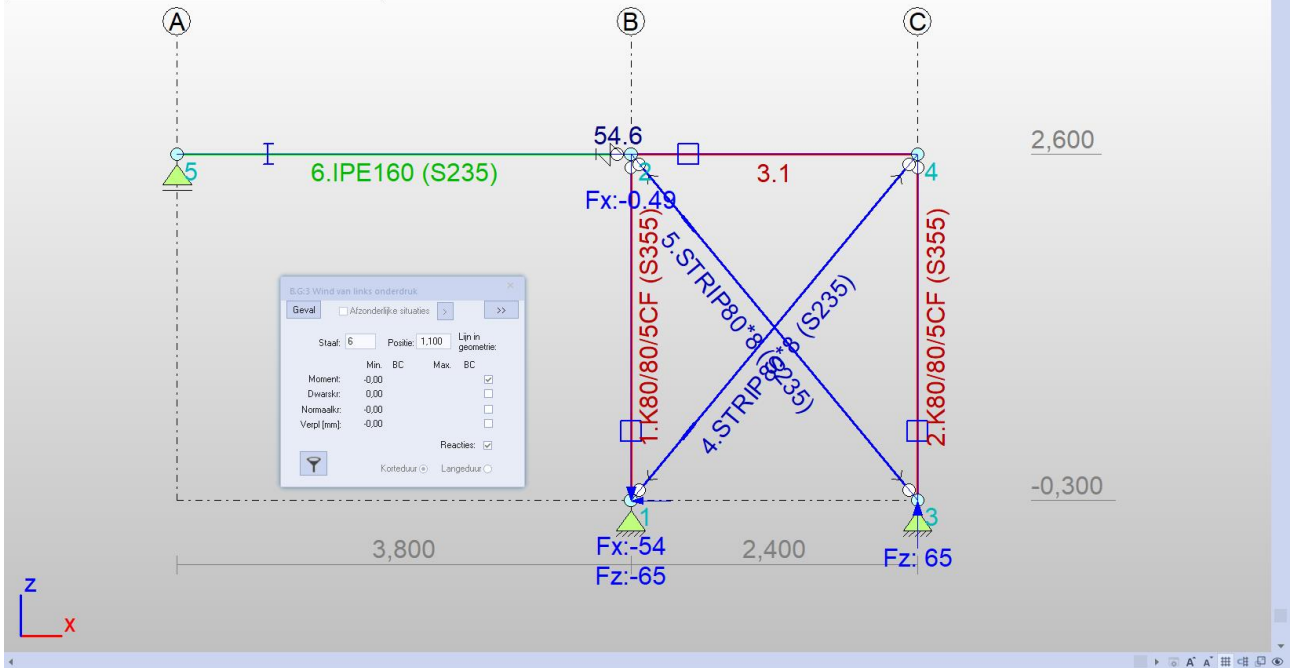 A B C
54.6
2,600
5 6.IPE160 (S235) 2 3.1 4
Fx:-0.49
1.K80/80/5CF (S355)
5.STRIP80*8 (S235)
4.STRIP80*8 (S235)
2.K80/80/5CF (S355)
B.G:3 Wind van links onderdruk ×
Geval Afzonderlijke situaties > >>
Staaf: 6 Positie: 1,100 Lijn in
geometrie:
Min. BC Max. BC
Moment: -0,00
Dwarskr: 0,00
Normaalkr: -0,00
Verpl [mm]: -0,00
Reacties:
Korteduur Langeduur
-0,300
1 3
3,800 Fx:-54 2,400 Fz: 65
Fz:-65
z
x